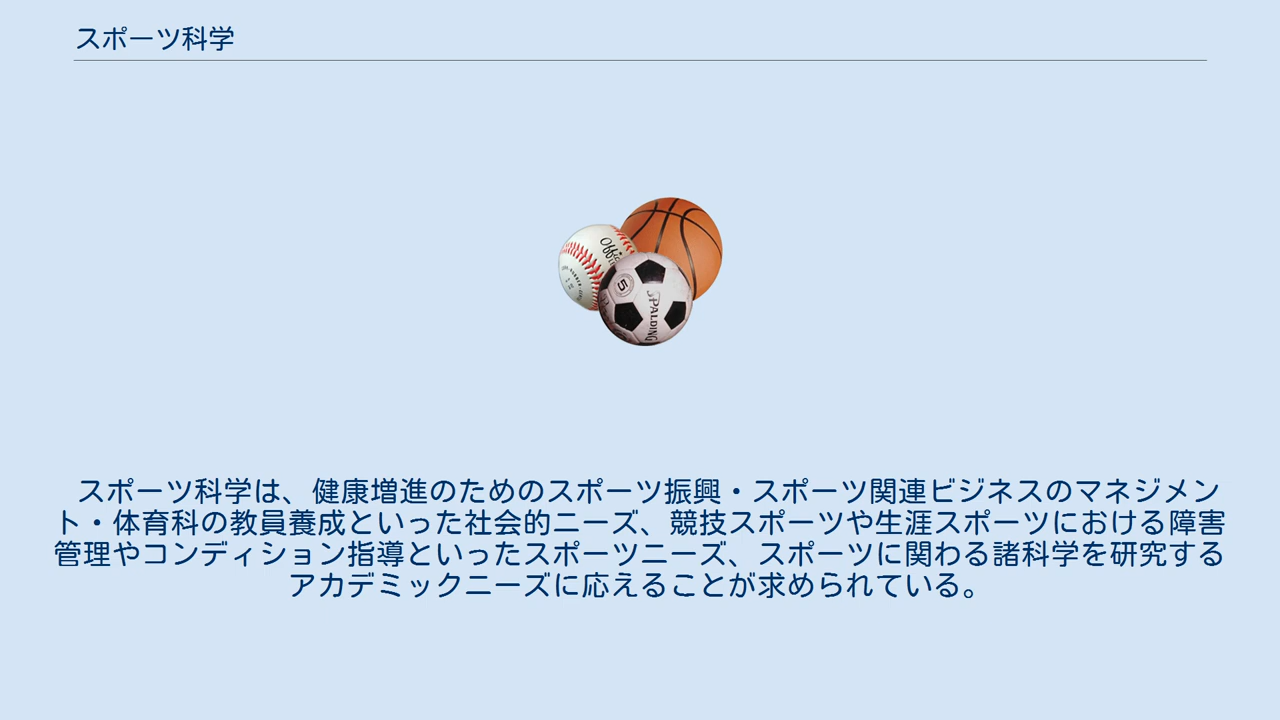 スポーツ科学
Offic
5
SPALDING
スポーツ科学は、健康増進のためのスポーツ振興・スポーツ関連ビジネスのマネジメン
ト・体育科の教員養成といった社会的ニーズ、競技スポーツや生涯スポーツにおける障害
管理やコンディション指導といったスポーツニーズ、スポーツに関わる諸科学を研究する
アカデミックニーズに応えることが求められている。